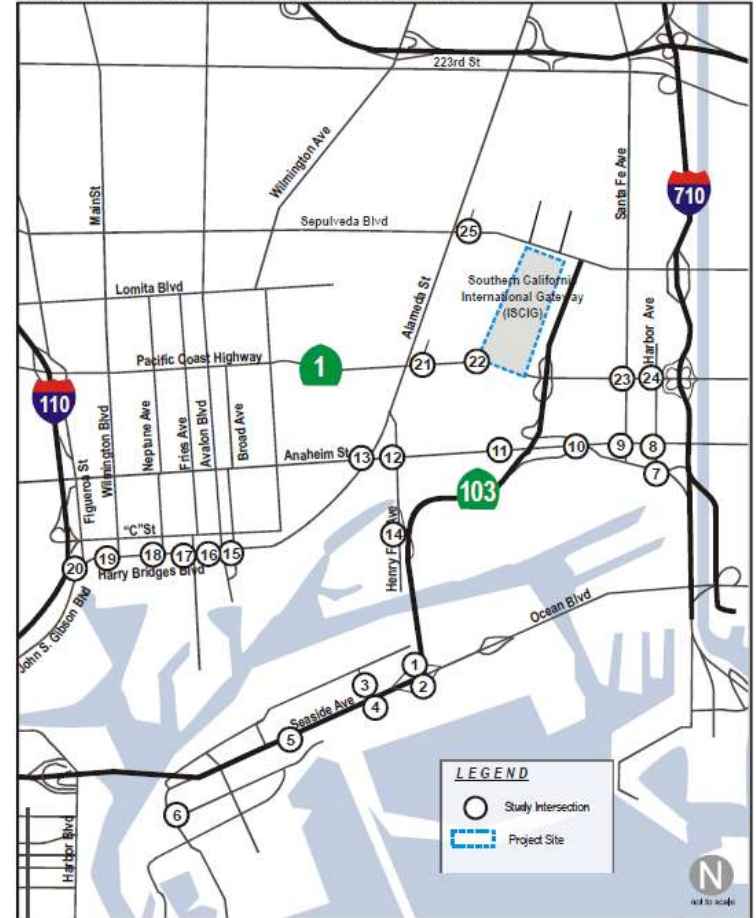 223rd St
Wilmington Ave
Main St
Santa Fe Ave
710
Sepulveda Blvd
25
Lomita Blvd
Alameda St
Southern California
International Gateway
(ISCIG)
Harbor Ave
Pacific Coast Highway
1
21
22
23
24
110
Figueroa St
Wilmington Blvd
Neptune Ave
Fries Ave
Avalon Blvd
Broad Ave
Anaheim St
13
12
11
10
9
8
7
103
"C"St
14
20
19
18
17
16
15
Harry Bridges Blvd
Henry F Ave
John S. Gibson Blvd
Ocean Blvd
1
2
3
4
Seaside Ave
5
6
Harbor Blvd
LEGEND
Study Intersection
Project Site
N
not to scale